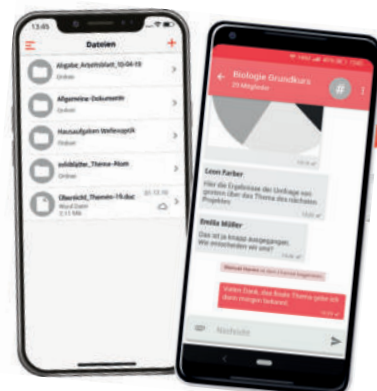 13:45
Dateien
Abgabe_Arbeitsblatt_10-04-19
Ordner
Allgemeine-Dokumente
Ordner
Hausaufgaben Wellenoptik
Ordner
Infoblätter_Thema-Atom
Ordner
Übersicht_Themen-19.doc
Word Datei
2,11 MB
Biologie Grundkurs
29 Mitglieder
#
Leon Farber
Hier die Ergebnisse der Umfrage von
gestern über das Thema des nächsten
Projektes
Emilia Müller
Das ist ja knapp ausgegangen.
Wie entscheiden wir uns?
Vielen Dank, das finale Thema gebe ich
dann morgen bekannt.
Nachricht